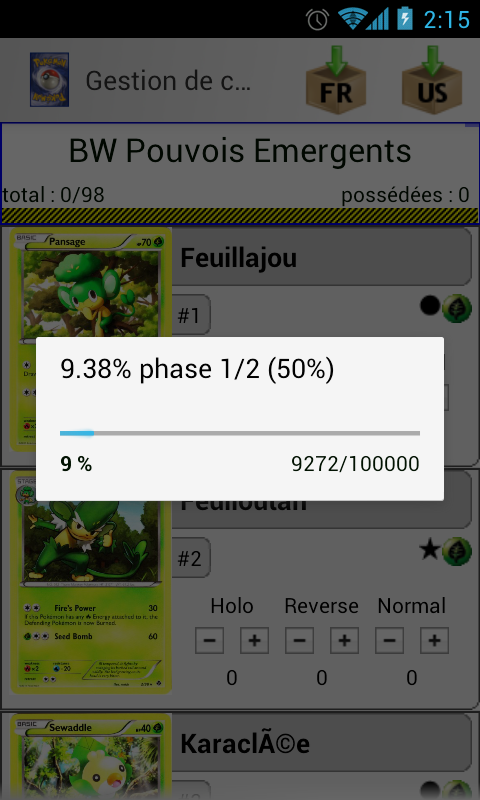 2:15
Gestion de c...
FR
US
BW Pouvois Emergents
total : 0/98
possédées : 0
BASIC Pansage 70
Feuillajou
#1
9.38% phase 1/2 (50%)
9 %
9272/100000
Feuilloutan
#2
Fire's Power 30
Seed Bomb 60
Holo Reverse Normal
− + − + − +
0 0 0
BASIC Sewaddle HP 40
KaraclÃ©e
#3